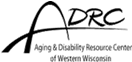 ADRC
Aging & Disability Resource Center
of Western Wisconsin